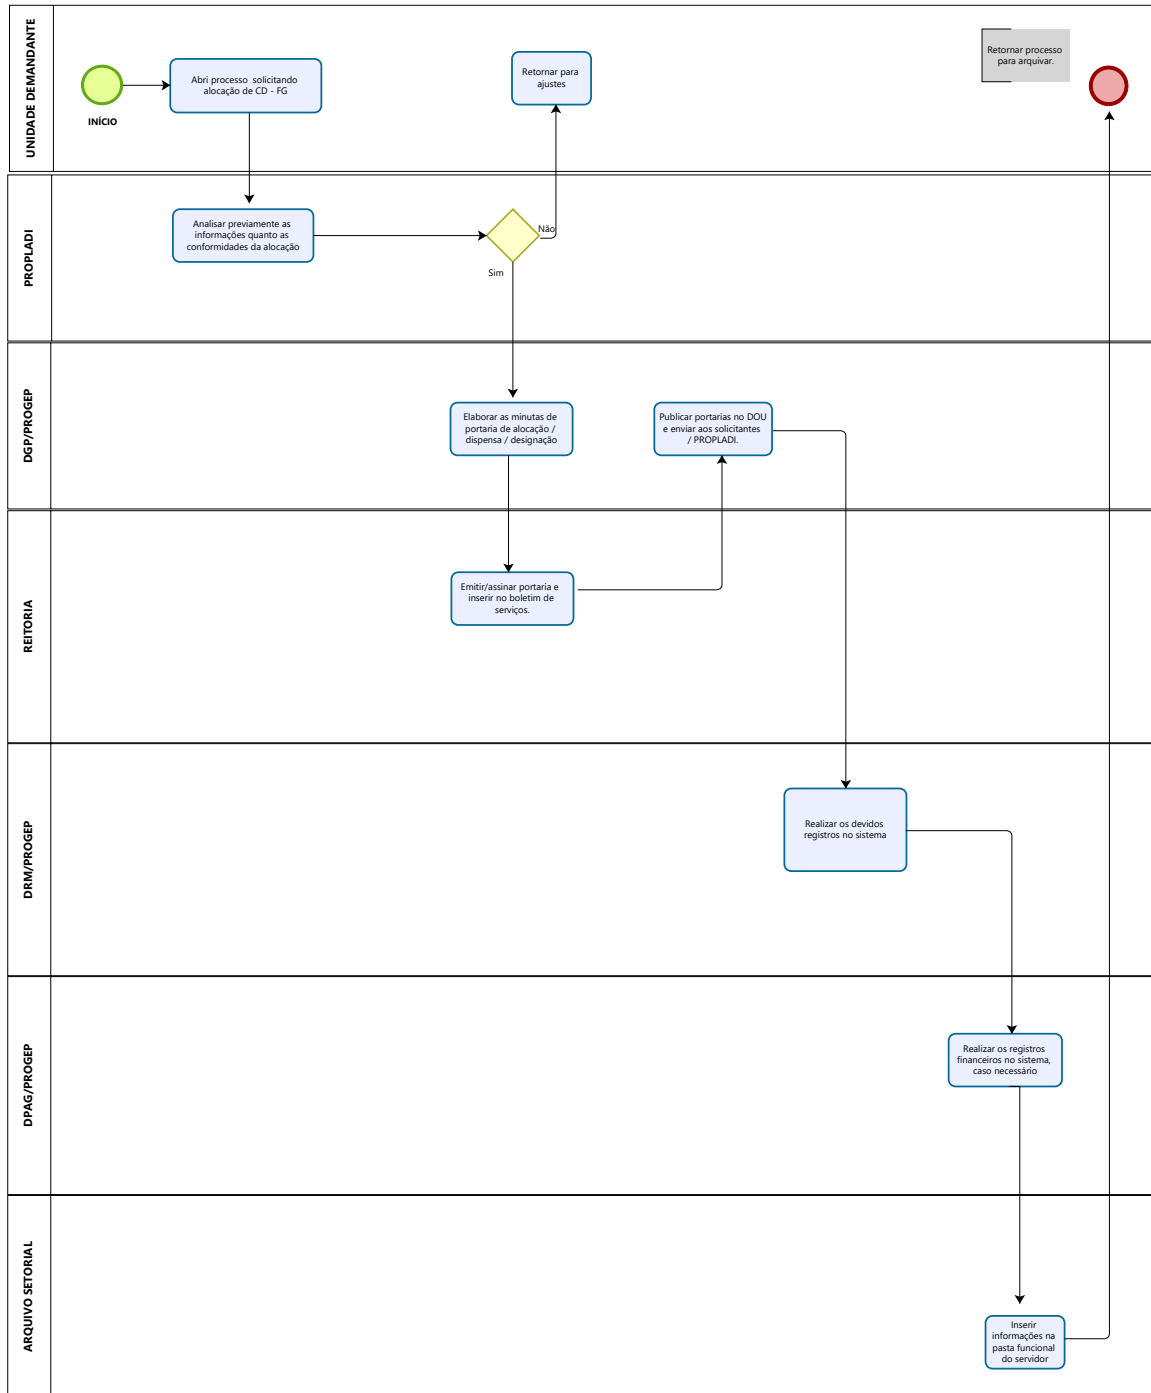 UNIDADE DEMANDANTE
INÍCIO
Abri processo solicitando
alocação de CD - FG
Retornar para
ajustes
Retornar processo
para arquivar.
PROPLADI
Analisar previamente as
informações quanto as
conformidades da alocação
Não
Sim
DGP/PROGEP
Elaborar as minutas de
portaria de alocação /
dispensa / designação
Publicar portarias no DOU
e enviar aos solicitantes
/ PROPLADI.
REITORIA
Emitir/assinar portaria e
inserir no boletim de
serviços.
DRM/PROGEP
Realizar os devidos
registros no sistema
DPAG/PROGEP
Realizar os registros
financeiros no sistema,
caso necessário
ARQUIVO SETORIAL
Inserir
informações na
pasta funcional
do servidor